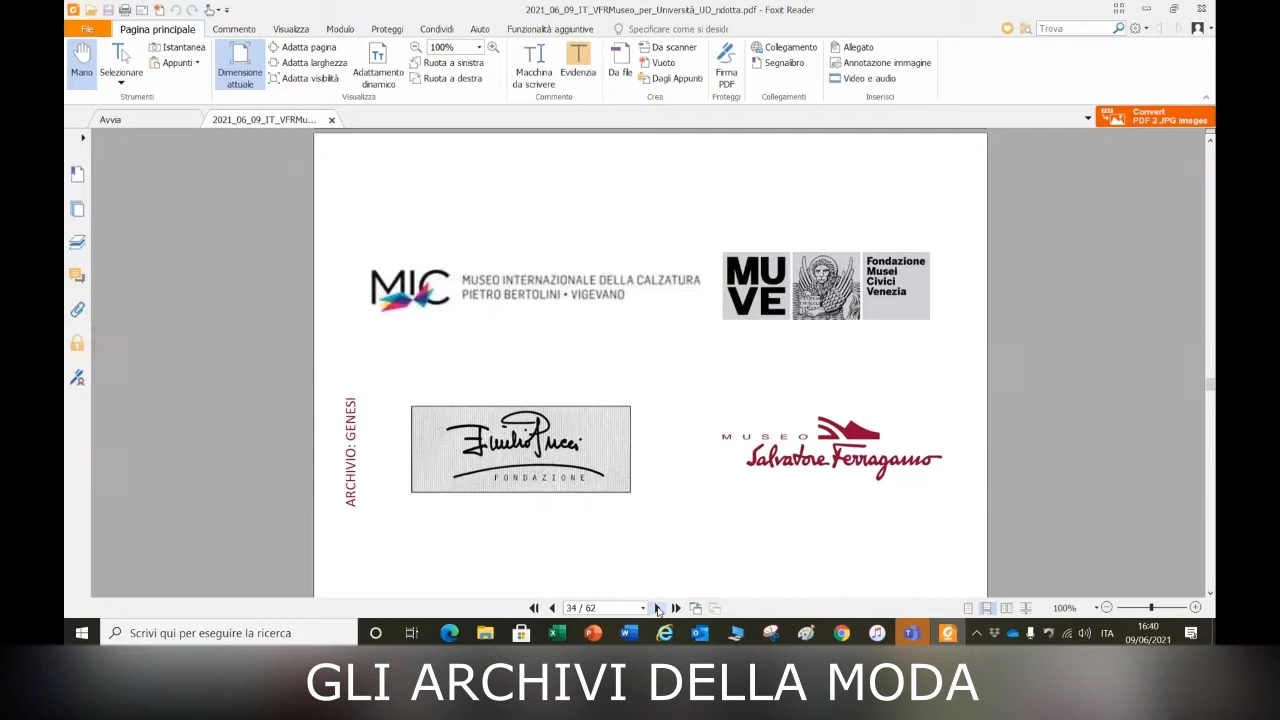 2021_06_09_IT_VFRMuseo_per_Università_UD_ridotta.pdf - Foxit Reader
File
Pagina principale
Commento
Visualizza
Modulo
Proteggi
Condividi
Aiuto
Funzionalità aggiuntive
Specificare come si deside
Trova
Mano
Selezionare
Istantanea
Appunti
Strumenti
Dimensione attuale
Adatta pagina
Adatta larghezza
Adatta visibilità
Adattamento dinamico
100%
Ruota a sinistra
Ruota a destra
Visualizza
Macchina da scrivere
Evidenzia
Commento
Da file
Da scanner
Vuoto
Dagli Appunti
Crea
Firma PDF
Proteggi
Collegamento
Segnalibro
Collegamenti
Allegato
Annotazione immagine
Video e audio
Inserisci
Avvia
2021_06_09_IT_VFRMu...
Convert
PDF 2 JPG Images
MIC
MUSEO INTERNAZIONALE DELLA CALZATURA
PIETRO BERTOLINI • VIGEVANO
MU
VE
Fondazione
Musei
Civici
Venezia
ARCHIVIO: GENESI
Emilio Pucci
FONDAZIONE
MUSEO
Salvatore Ferragamo
34 / 62
100%
Scrivi qui per eseguire la ricerca
ITA
16:40
09/06/2021
GLI ARCHIVI DELLA MODA